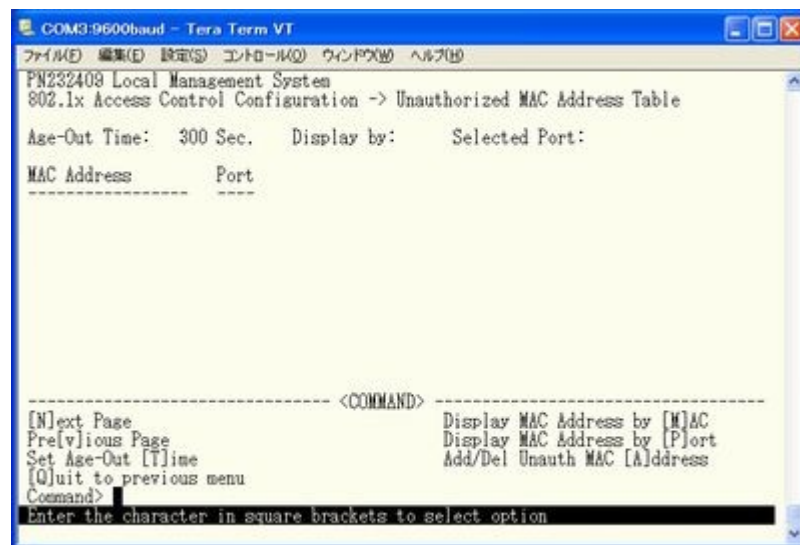 COM3:9600baud - Tera Term VT
ファイル(F) 編集(E) 設定(S) コントロール(O) ウィンドウ(W) ヘルプ(H)
PN232409 Local Management System
802.1x Access Control Configuration -> Unauthorized MAC Address Table
Age-Out Time: 300 Sec. Display by: Selected Port:
MAC Address Port
----------------- ----
-------------------------------- <COMMAND> -----------------------------------
[N]ext Page Display MAC Address by [M]AC
Pre[v]ious Page Display MAC Address by [P]ort
Set Age-Out [T]ime Add/Del Unauth MAC [A]ddress
[Q]uit to previous menu
Command>
Enter the character in square brackets to select option